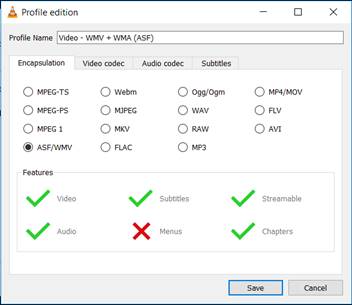 Profile edition
Profile Name Video - WMV + WMA (ASF)
Encapsulation Video codec Audio codec Subtitles
MPEG-TS Webm Ogg/Ogm MP4/MOV
MPEG-PS MJPEG WAV FLV
MPEG 1 MKV RAW AVI
ASF/WMV FLAC MP3
Features
Video Subtitles Streamable
Audio Menus Chapters
Save Cancel